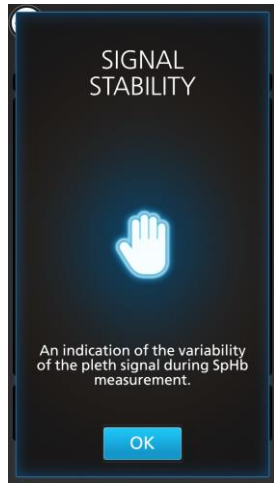 SIGNAL
STABILITY
An indication of the variability
of the pleth signal during SpHb
measurement.
OK